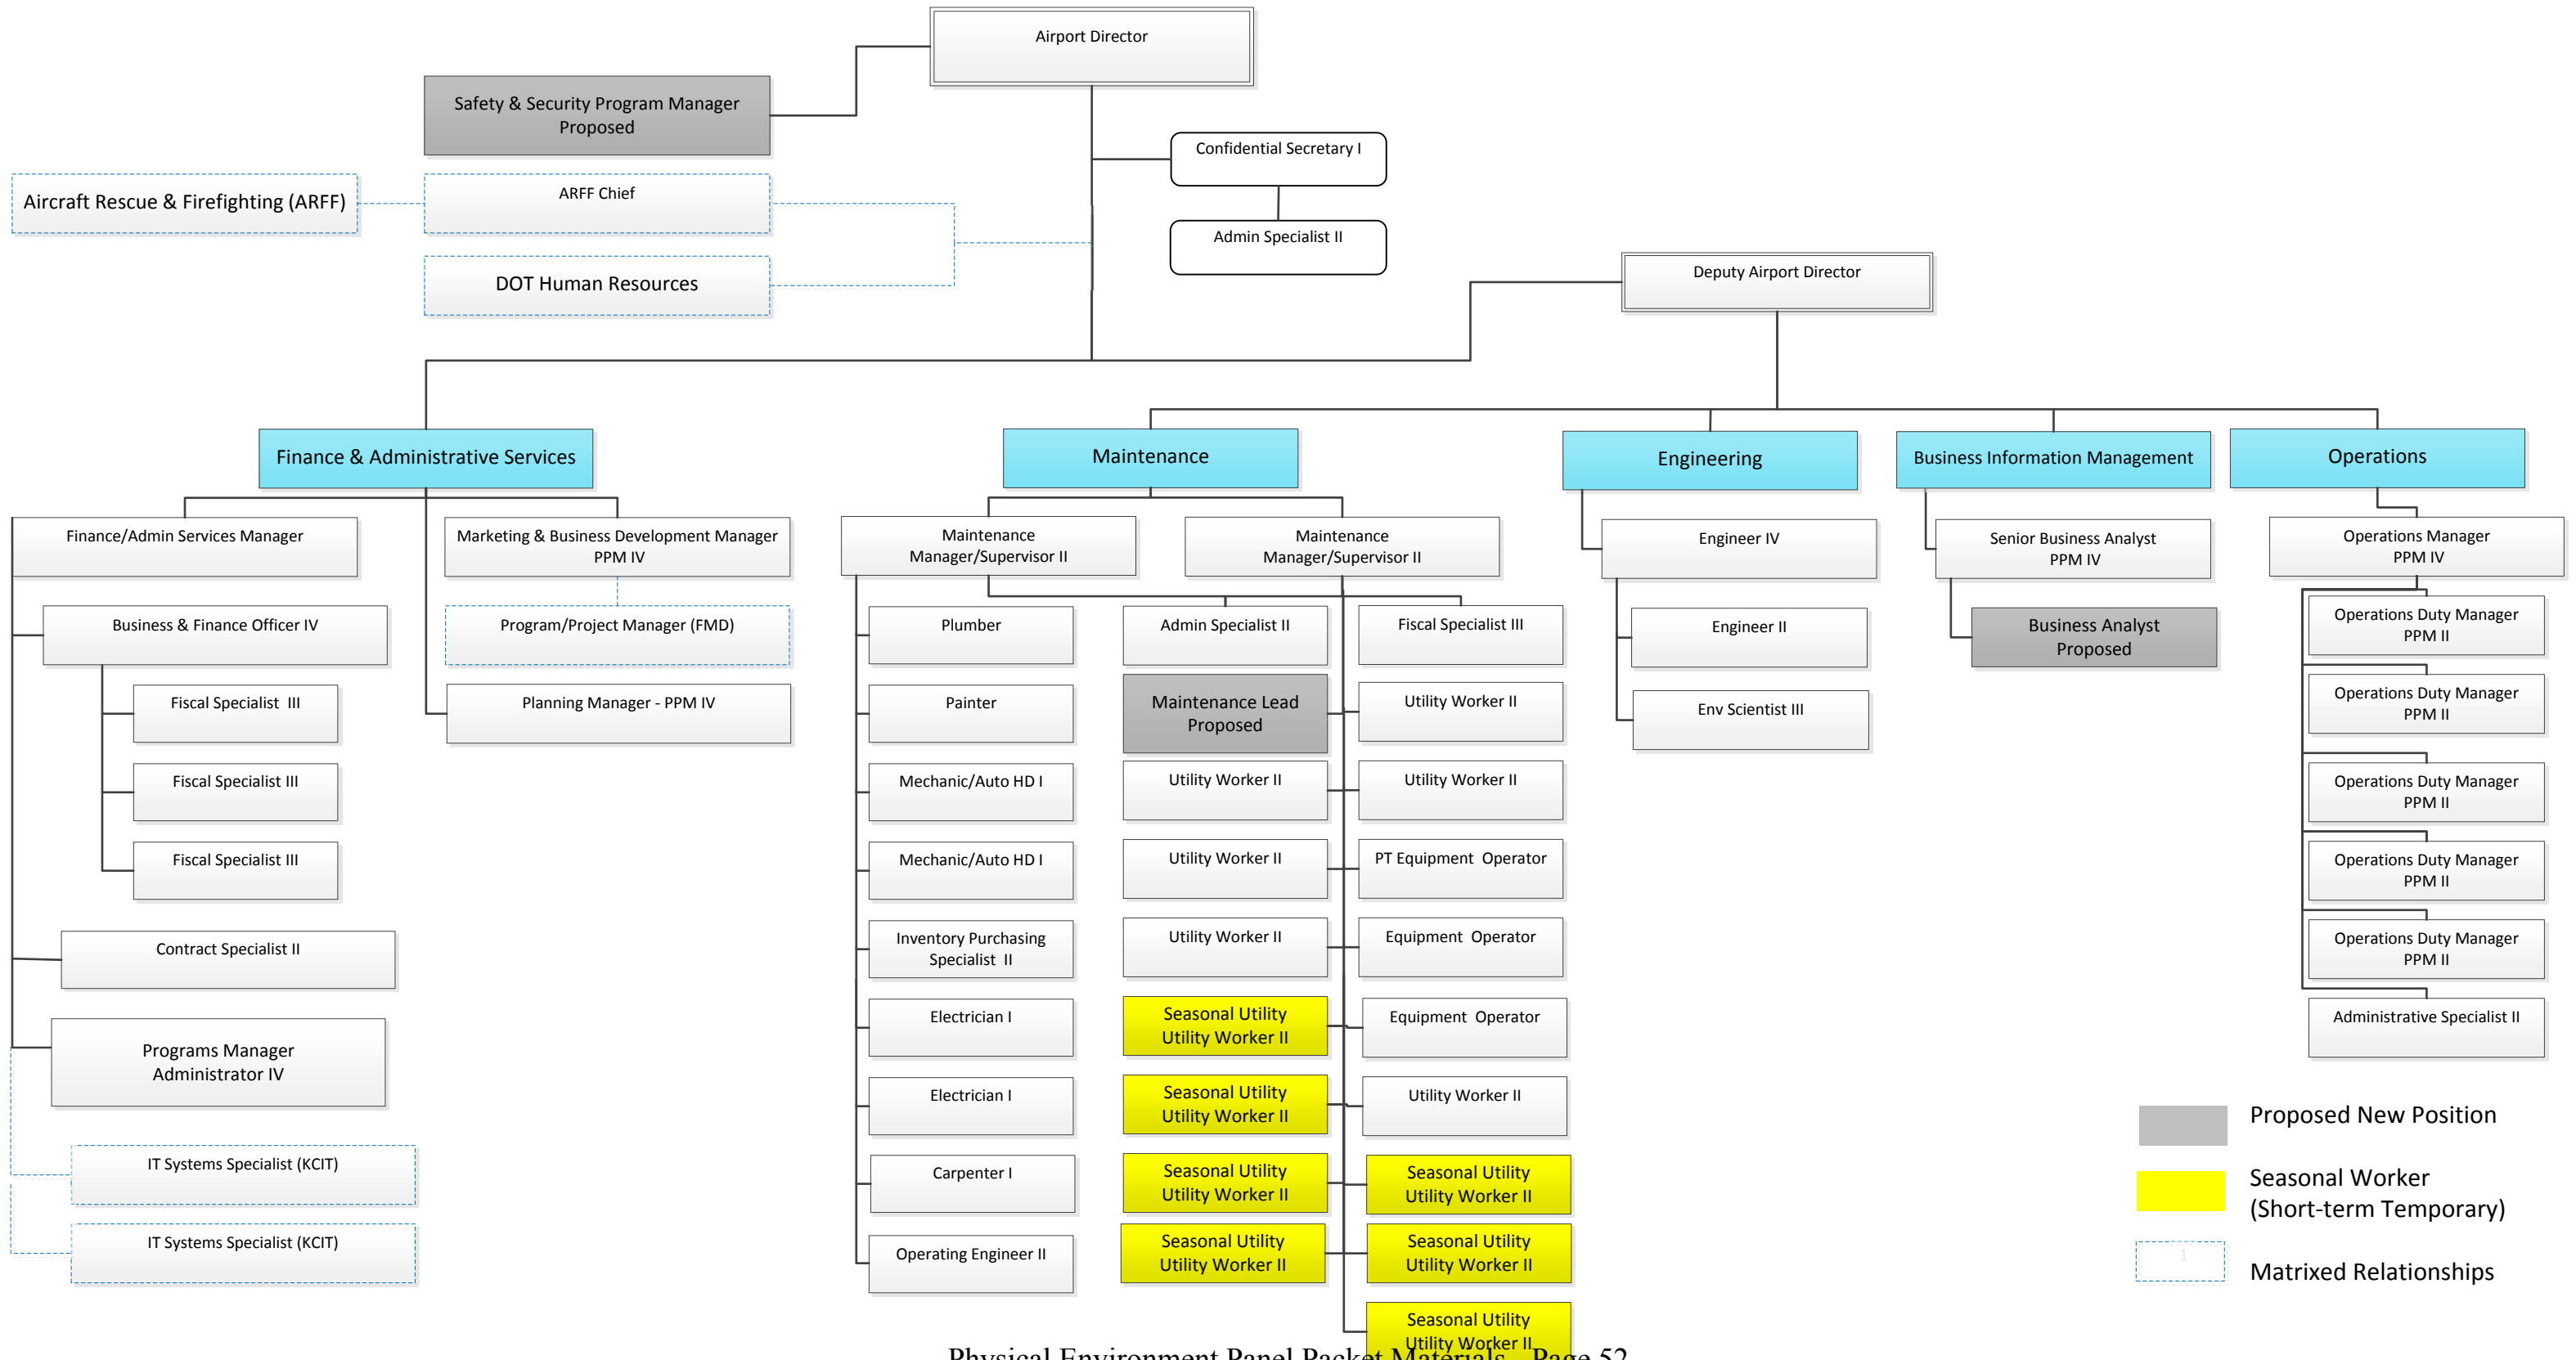 Airport Director
Safety & Security Program Manager
Proposed
Confidential Secretary I
Aircraft Rescue & Firefighting (ARFF)
ARFF Chief
Admin Specialist II
DOT Human Resources
Deputy Airport Director
Finance & Administrative Services
Maintenance
Engineering
Business Information Management
Operations
Finance/Admin Services Manager
Marketing & Business Development Manager
PPM IV
Business & Finance Officer IV
Program/Project Manager (FMD)
Fiscal Specialist  III
Planning Manager - PPM IV
Fiscal Specialist III
Fiscal Specialist III
Contract Specialist II
Programs Manager
Administrator IV
IT Systems Specialist (KCIT)
IT Systems Specialist (KCIT)
Maintenance
Manager/Supervisor II
Maintenance
Manager/Supervisor II
Plumber
Painter
Mechanic/Auto HD I
Mechanic/Auto HD I
Inventory Purchasing
Specialist  II
Electrician I
Electrician I
Carpenter I
Operating Engineer II
Admin Specialist II
Maintenance Lead
Proposed
Utility Worker II
Utility Worker II
Utility Worker II
Seasonal Utility
Utility Worker II
Seasonal Utility
Utility Worker II
Seasonal Utility
Utility Worker II
Seasonal Utility
Utility Worker II
Fiscal Specialist III
Utility Worker II
Utility Worker II
PT Equipment  Operator
Equipment  Operator
Equipment  Operator
Utility Worker II
Seasonal Utility
Utility Worker II
Seasonal Utility
Utility Worker II
Seasonal Utility
Utility Worker II
Engineer IV
Engineer II
Env Scientist III
Senior Business Analyst
PPM IV
Business Analyst
Proposed
Operations Manager
PPM IV
Operations Duty Manager
PPM II
Operations Duty Manager
PPM II
Operations Duty Manager
PPM II
Operations Duty Manager
PPM II
Operations Duty Manager
PPM II
Administrative Specialist II
Proposed New Position
Seasonal Worker
(Short-term Temporary)
1
Matrixed Relationships
Physical Environment Panel Packet Materials - Page 52